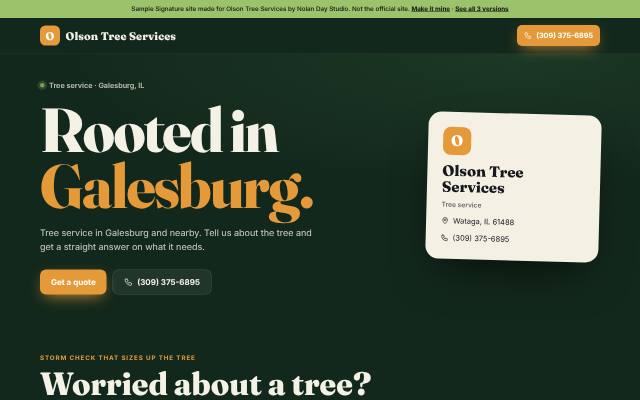 Sample Signature site made for Olson Tree Services by Nolan Day Studio. Not the official site. Make it mine · See all 3 versions
O Olson Tree Services
(309) 375-6895
Tree service · Galesburg, IL
Rooted in
Galesburg.
Tree service in Galesburg and nearby. Tell us about the tree and
get a straight answer on what it needs.
Get a quote
(309) 375-6895
O
Olson Tree
Services
Tree service
Wataga, IL 61488
(309) 375-6895
STORM CHECK THAT SIZES UP THE TREE
Worried about a tree?